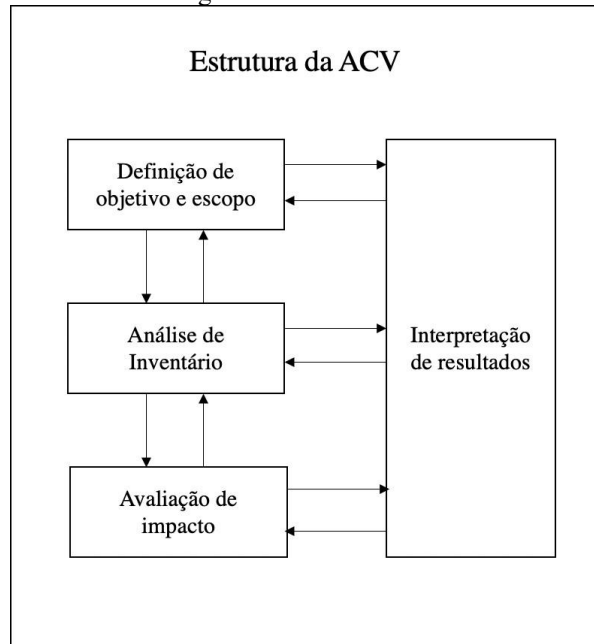 Estrutura da ACV
Definição de
objetivo e escopo
Análise de
Inventário
Avaliação de
impacto
Interpretação
de resultados